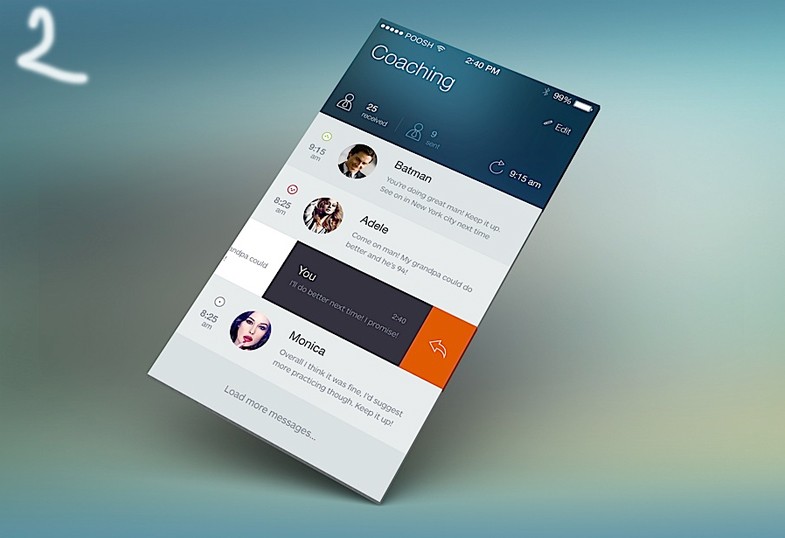 2
POOSH 2:40 PM 99%
Coaching
25 received
9 sent
Edit
9:15 am
9:15 am
Batman
You're doing great man! Keep it up.
See on in New York city next time
8:25 am
Adele
Come on man! My grandpa could do
better and he's 94!
andpa could
!
You
I'll do better next time! I promise!
2:40
8:25 am
Monica
Overall I think it was fine, I'd suggest
more practicing though. Keep it up!
Load more messages...